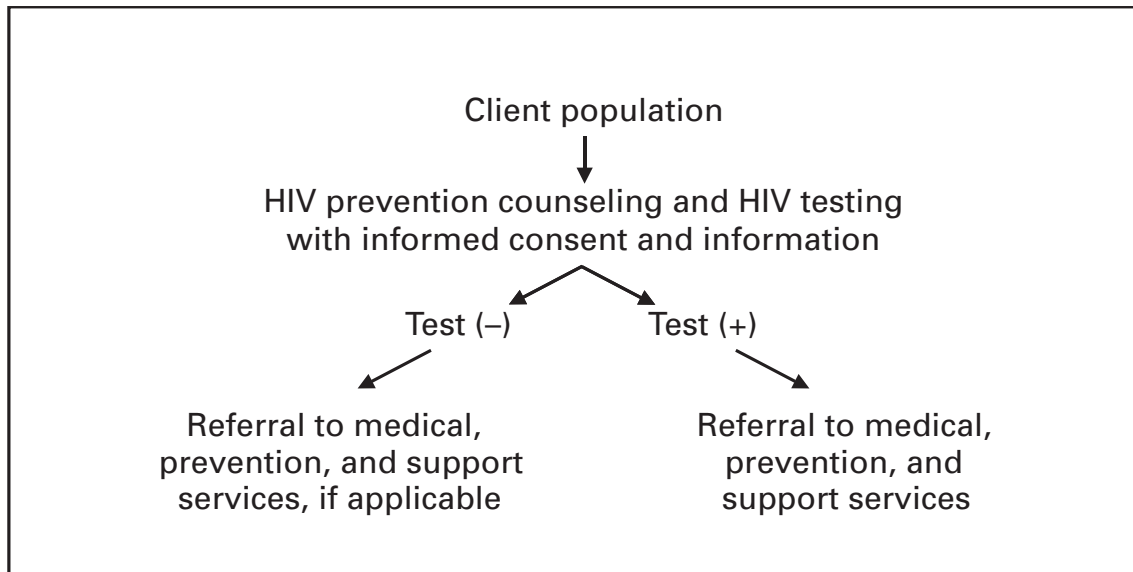 Client population
HIV prevention counseling and HIV testing
with informed consent and information
Test (–)
Test (+)
Referral to medical,
prevention, and support
services, if applicable
Referral to medical,
prevention, and
support services